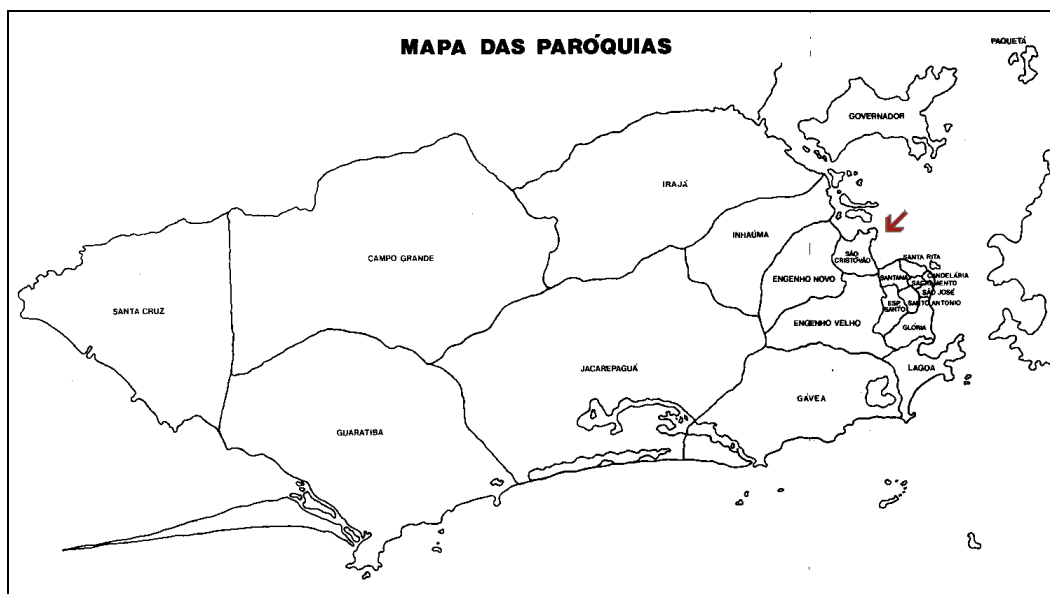 MAPA DAS PARÓQUIAS
PAQUETÁ
GOVERNADOR
IRAJÁ
INHAÚMA
SÃO
CRISTOVÃO
SANTA RITA
CAMPO GRANDE
ENGENHO NOVO
SANTANA
CANDELÁRIA
SACRAMENTO
SÃO JOSÉ
ESP.
SANTO
SANTO ANTONIO
SANTA CRUZ
ENGENHO VELHO
GLÓRIA
JACAREPAGUÁ
LAGOA
GÁVEA
GUARATIBA